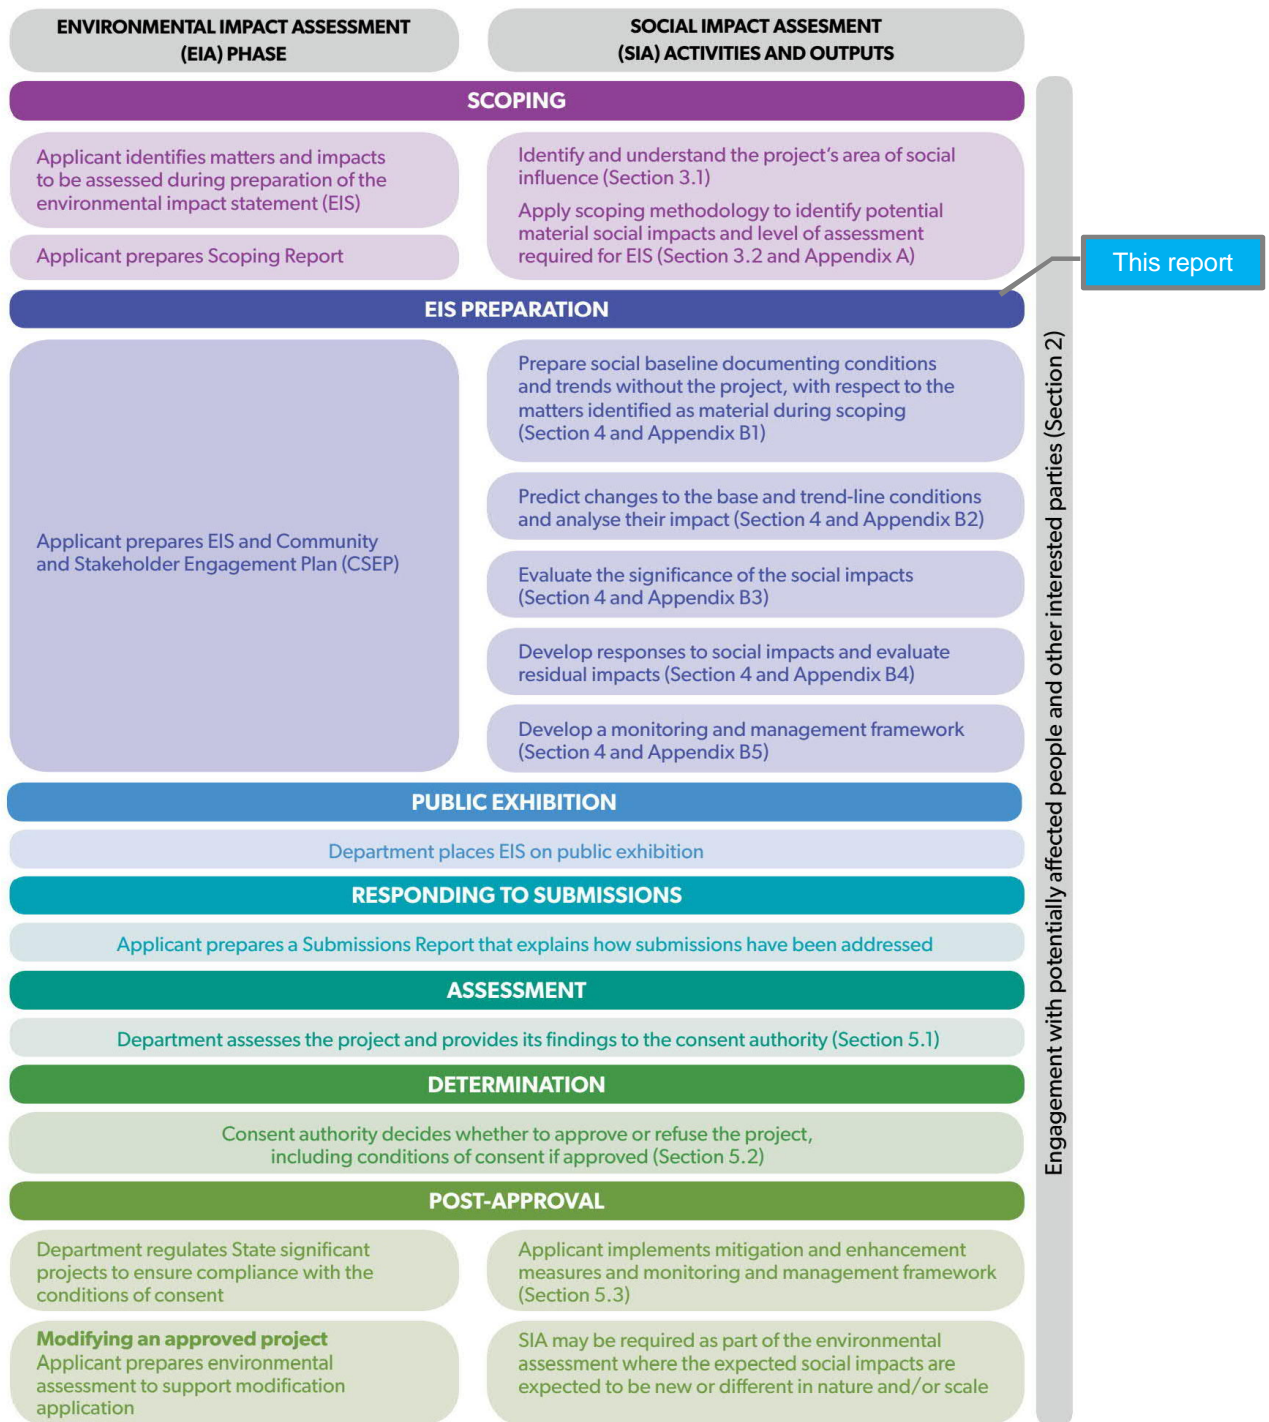 ENVIRONMENTAL IMPACT ASSESSMENT
(EIA) PHASE
SOCIAL IMPACT ASSESMENT
(SIA) ACTIVITIES AND OUTPUTS
SCOPING
Applicant identifies matters and impacts
to be assessed during preparation of the
environmental impact statement (EIS)
Applicant prepares Scoping Report
Identify and understand the project's area of social
influence (Section 3.1)
Apply scoping methodology to identify potential
material social impacts and level of assessment
required for EIS (Section 3.2 and Appendix A)
This report
EIS PREPARATION
Applicant prepares EIS and Community
and Stakeholder Engagement Plan (CSEP)
Prepare social baseline documenting conditions
and trends without the project, with respect to the
matters identified as material during scoping
(Section 4 and Appendix B1)
Predict changes to the base and trend-line conditions
and analyse their impact (Section 4 and Appendix B2)
Evaluate the significance of the social impacts
(Section 4 and Appendix B3)
Develop responses to social impacts and evaluate
residual impacts (Section 4 and Appendix B4)
Develop a monitoring and management framework
(Section 4 and Appendix B5)
PUBLIC EXHIBITION
Department places EIS on public exhibition
RESPONDING TO SUBMISSIONS
Applicant prepares a Submissions Report that explains how submissions have been addressed
ASSESSMENT
Department assesses the project and provides its findings to the consent authority (Section 5.1)
DETERMINATION
Consent authority decides whether to approve or refuse the project,
including conditions of consent if approved (Section 5.2)
POST-APPROVAL
Department regulates State significant
projects to ensure compliance with the
conditions of consent
Modifying an approved project
Applicant prepares environmental
assessment to support modification
application
Applicant implements mitigation and enhancement
measures and monitoring and management framework
(Section 5.3)
SIA may be required as part of the environmental
assessment where the expected social impacts are
expected to be new or different in nature and/or scale
Engagement with potentially affected people and other interested parties (Section 2)